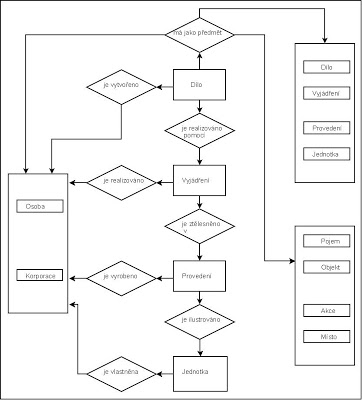 má jako předmět
Dílo
je vytvořeno
Dílo
Vyjádření
je realizováno
pomocí
Provedení
Jednotka
je realizováno
Vyjádření
Osoba
je ztělesněno
v
Pojem
Korporace
je vyrobeno
Provedení
Objekt
je ilustrováno
Akce
Místo
je vlastněna
Jednotka